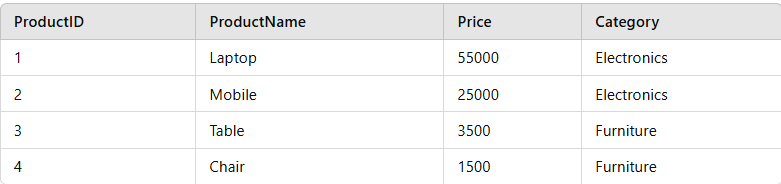 ProductID ProductName Price Category
1 Laptop 55000 Electronics
2 Mobile 25000 Electronics
3 Table 3500 Furniture
4 Chair 1500 Furniture